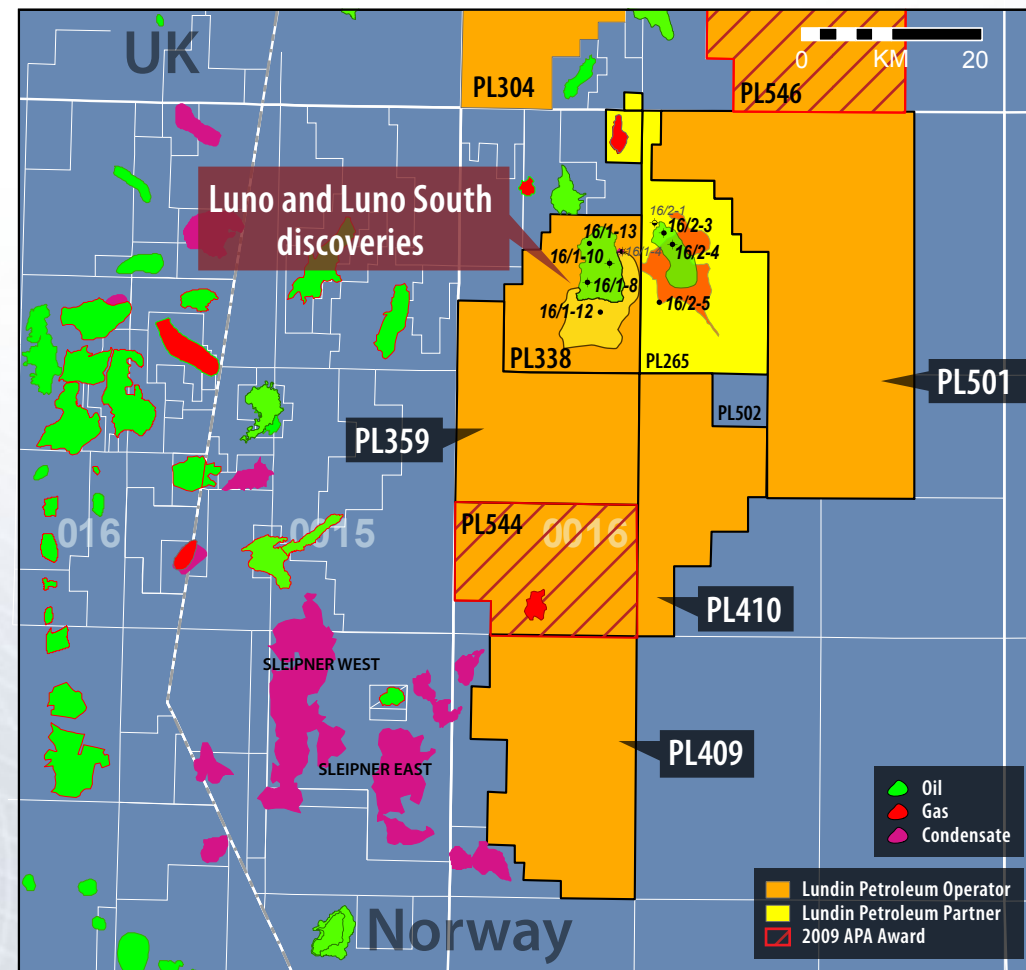 UK
PL304
0 KM 20
PL546
Luno and Luno South
discoveries
16/2-1
16/1-13
16/2-3
16/1-10
16/1-4
16/2-4
16/1-8
16/2-5
16/1-12
PL338
PL265
PL501
PL502
PL359
PL544
016
0015
0016
PL410
SLEIPNER WEST
PL409
SLEIPNER EAST
Oil
Gas
Condensate
Lundin Petroleum Operator
Lundin Petroleum Partner
2009 APA Award
Norway